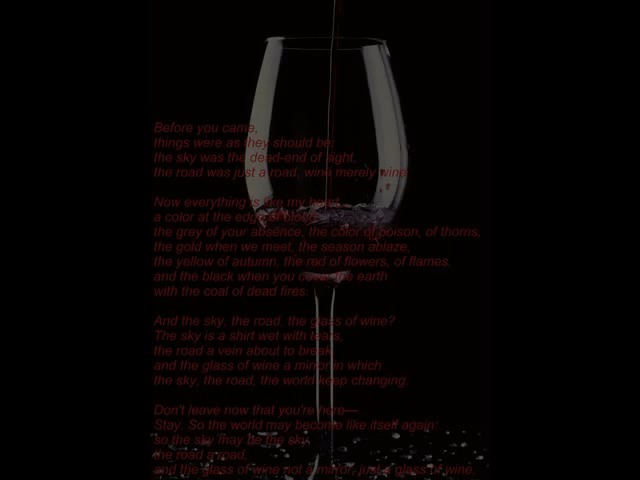 Before you came,
things were as they should be:
the sky was the dead-end of sight,
the road was just a road, wine merely wine.
Now everything is like my heart,
a color at the edge of blood:
the grey of your absence, the color of poison, of thorns,
the gold when we meet, the season ablaze,
the yellow of autumn, the red of flowers, of flames.
and the black when you cover the earth
with the coal of dead fires.
And the sky, the road, the glass of wine?
The sky is a shirt wet with tears,
the road a vein about to break,
and the glass of wine a mirror in which
the sky, the road, the world keep changing.
Don't leave now that you're here—
Stay. So the world may become like itself again:
so the sky may be the sky,
the road a road,
and the glass of wine not a mirror, just a glass of wine.